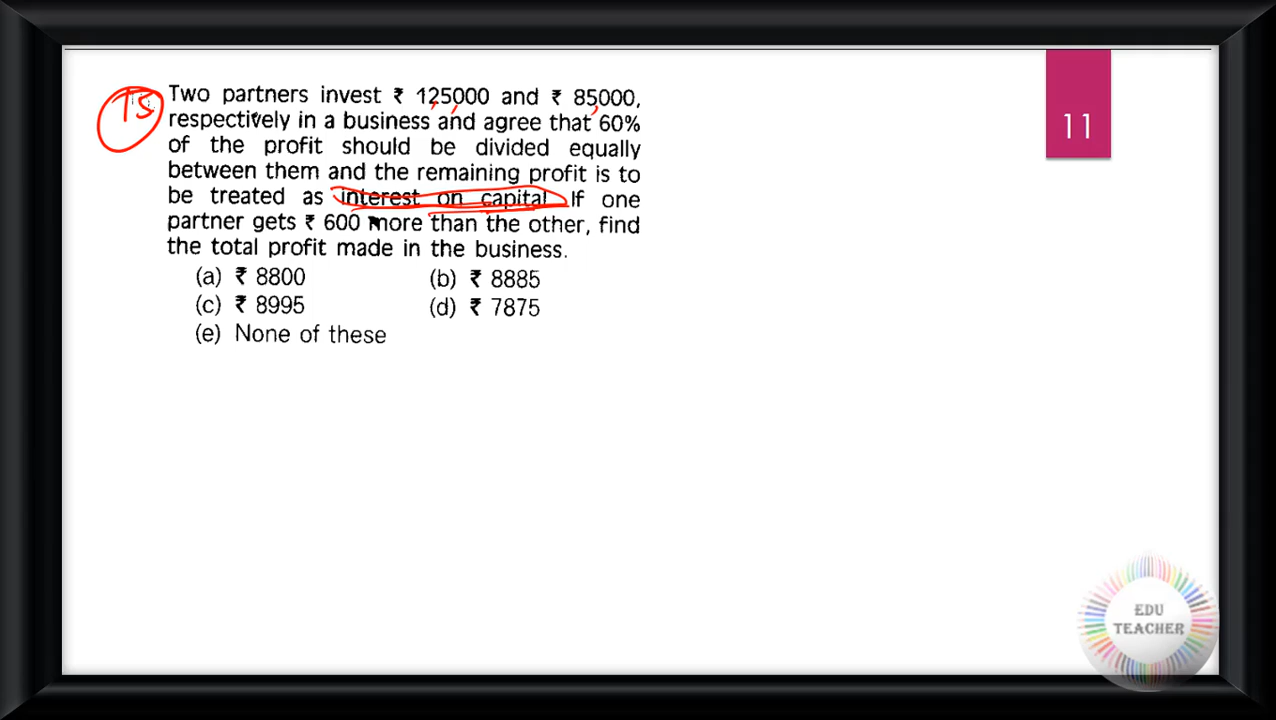 15
Two partners invest ₹ 125000 and ₹ 85000,
respectively in a business and agree that 60%
of the profit should be divided equally
between them and the remaining profit is to
be treated as interest on capital. If one
partner gets ₹ 600 more than the other, find
the total profit made in the business.
(a) ₹ 8800 (b) ₹ 8885
(c) ₹ 8995 (d) ₹ 7875
(e) None of these
11
EDU
TEACHER